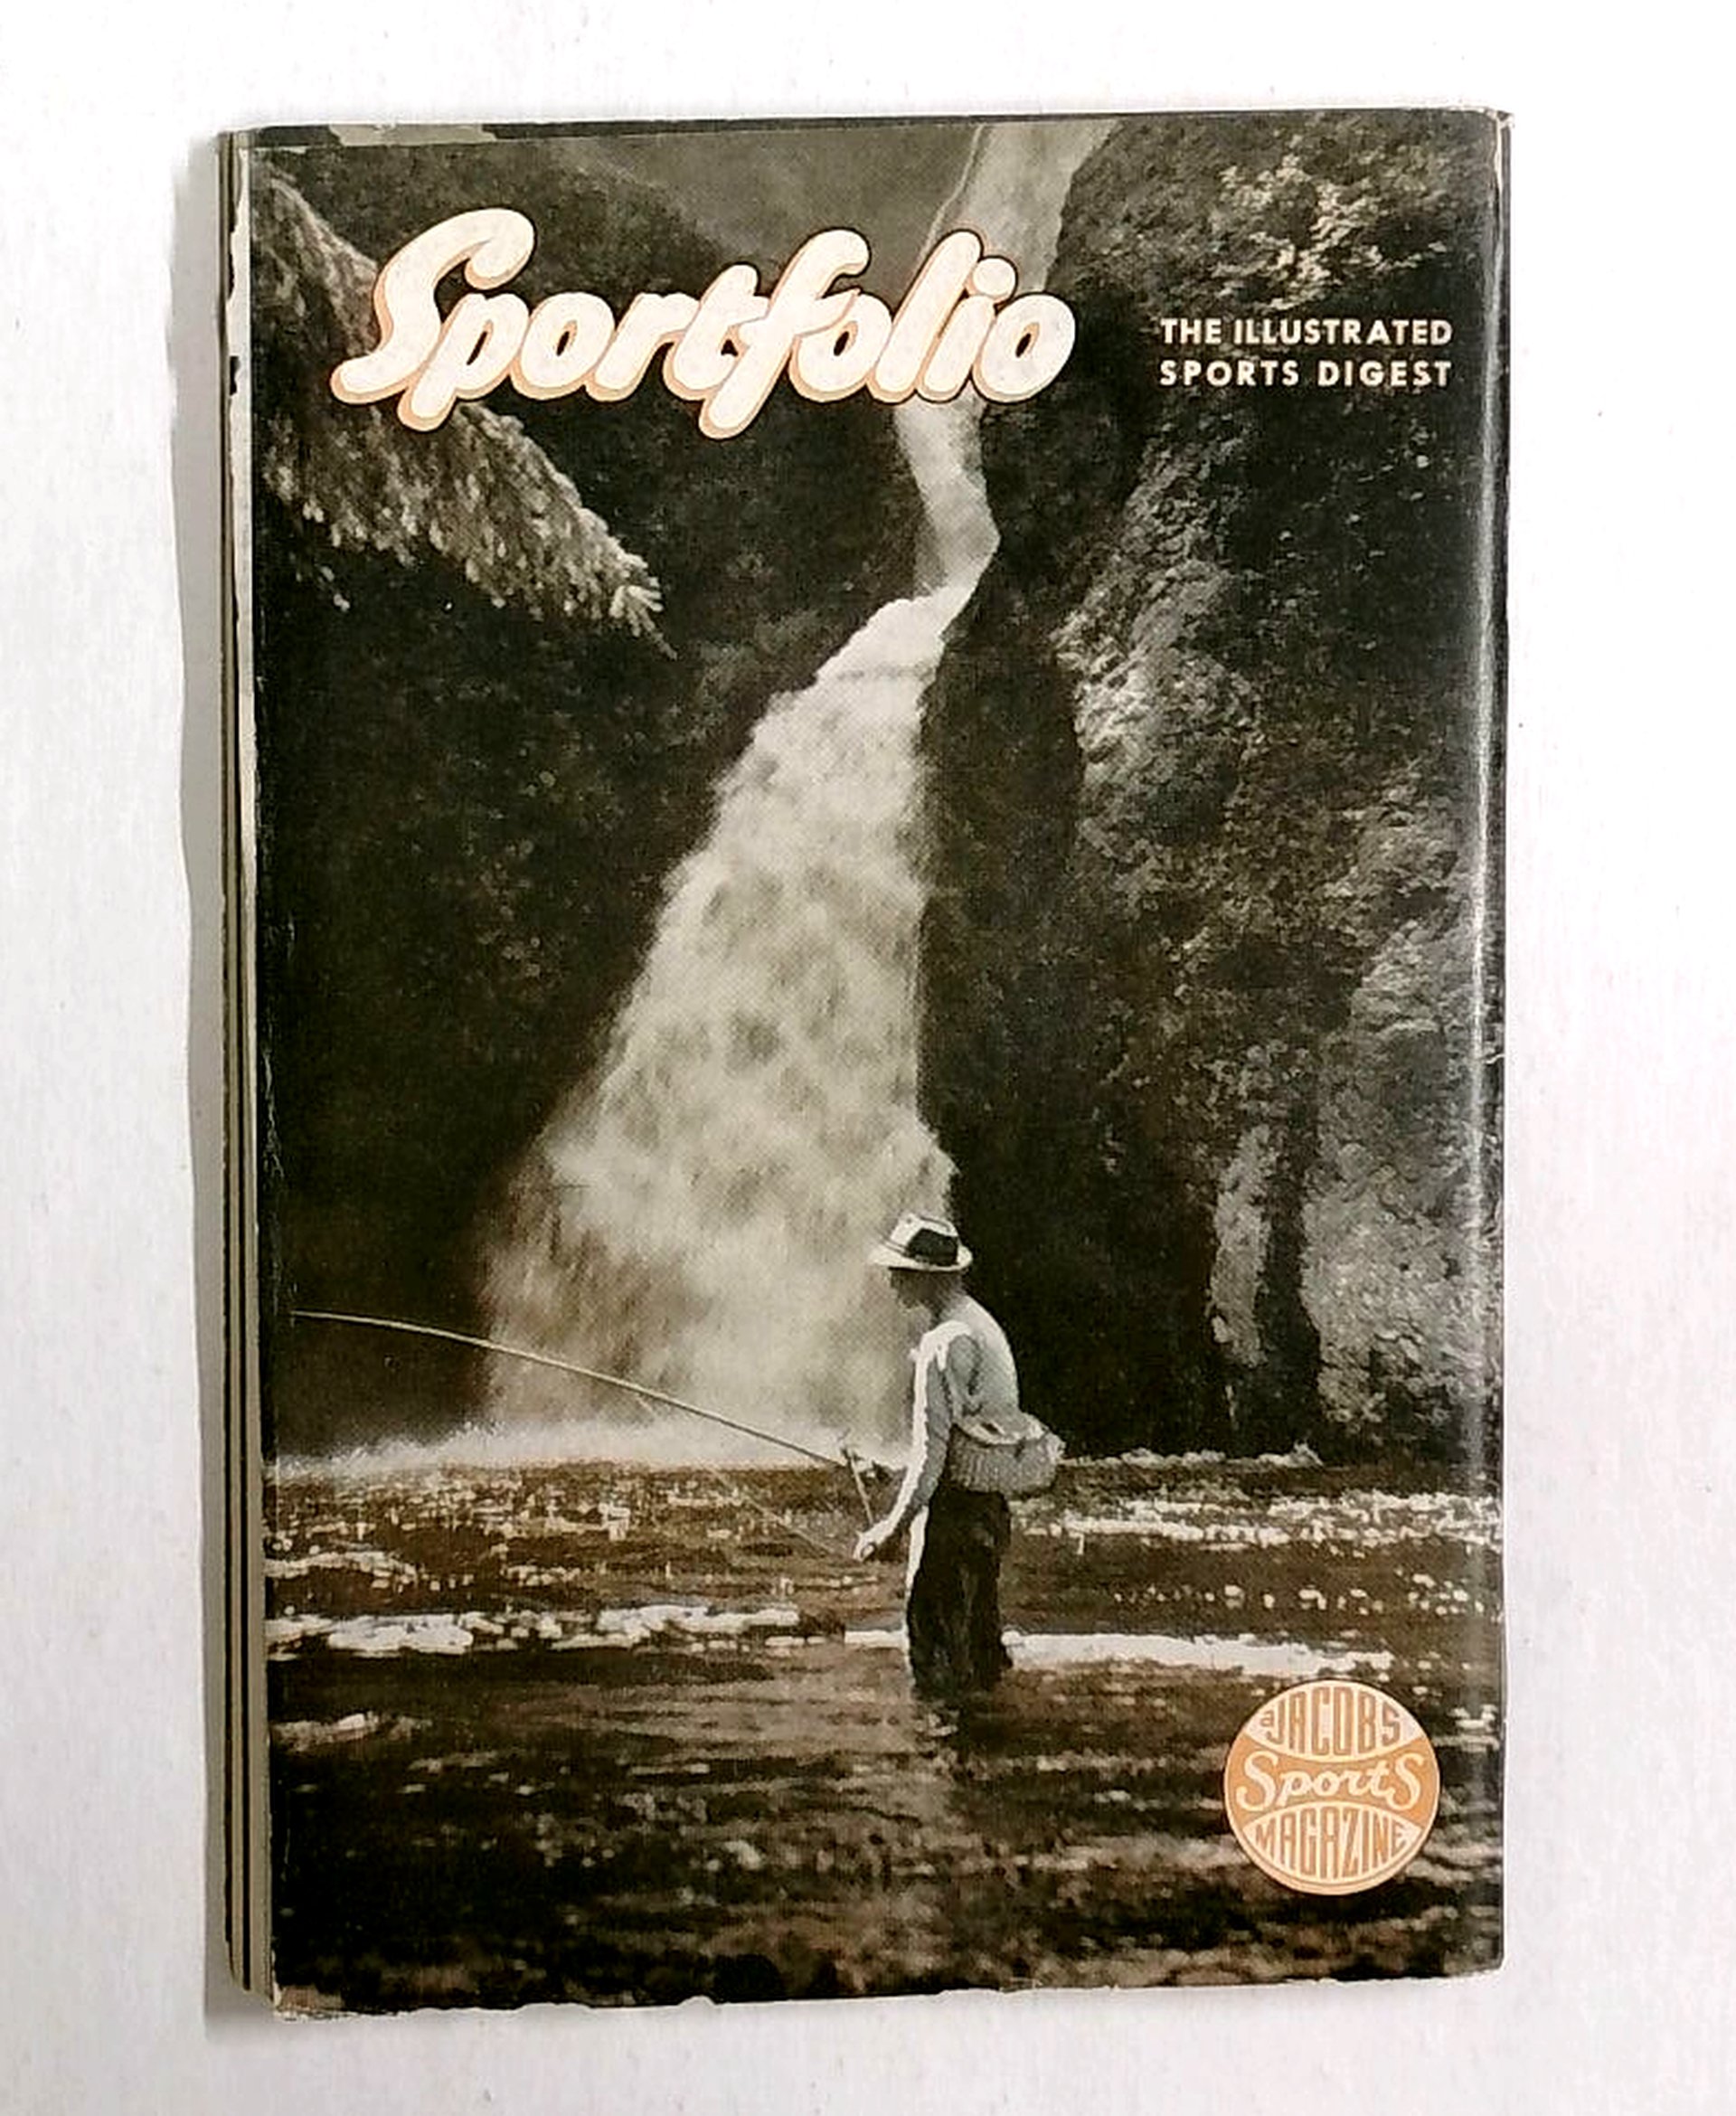 Sportfolio
THE ILLUSTRATED
SPORTS DIGEST
a JACOBS
Sports
MAGAZINE